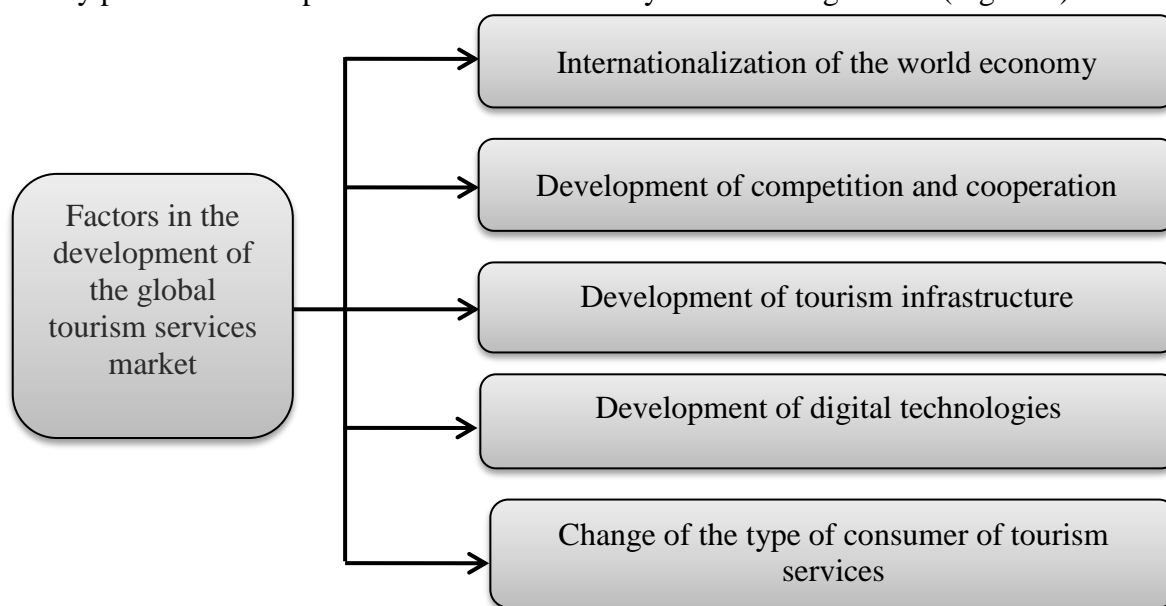 Factors in the
development of
the global
tourism services
market
Internationalization of the world economy
Development of competition and cooperation
Development of tourism infrastructure
Development of digital technologies
Change of the type of consumer of tourism
services